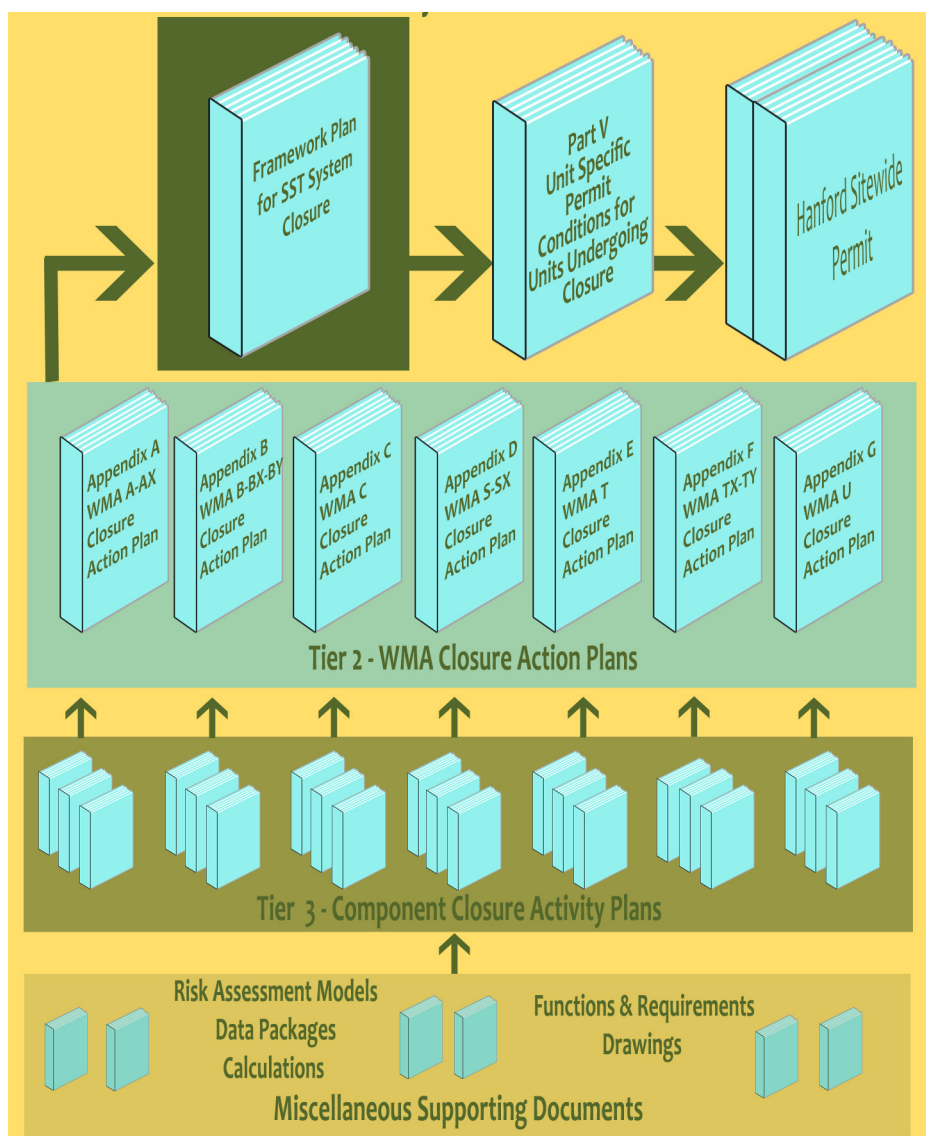 Framework Plan
for SST System
Closure
Part V
Unit Specific
Permit
Conditions for
Units Undergoing
Closure
Hanford Sitewide
Permit
Appendix A
WMA A-AX
Closure
Action Plan
Appendix B
WMA B-BX-BY
Closure
Action Plan
Appendix C
WMA C
Closure
Action Plan
Appendix D
WMA S-SX
Closure
Action Plan
Appendix E
WMA T
Closure
Action Plan
Appendix F
WMA TX-TY
Closure
Action Plan
Appendix G
WMA U
Closure
Action Plan
Tier 2 - WMA Closure Action Plans
Tier 3 - Component Closure Activity Plans
Risk Assessment Models
Data Packages
Calculations
Functions & Requirements
Drawings
Miscellaneous Supporting Documents